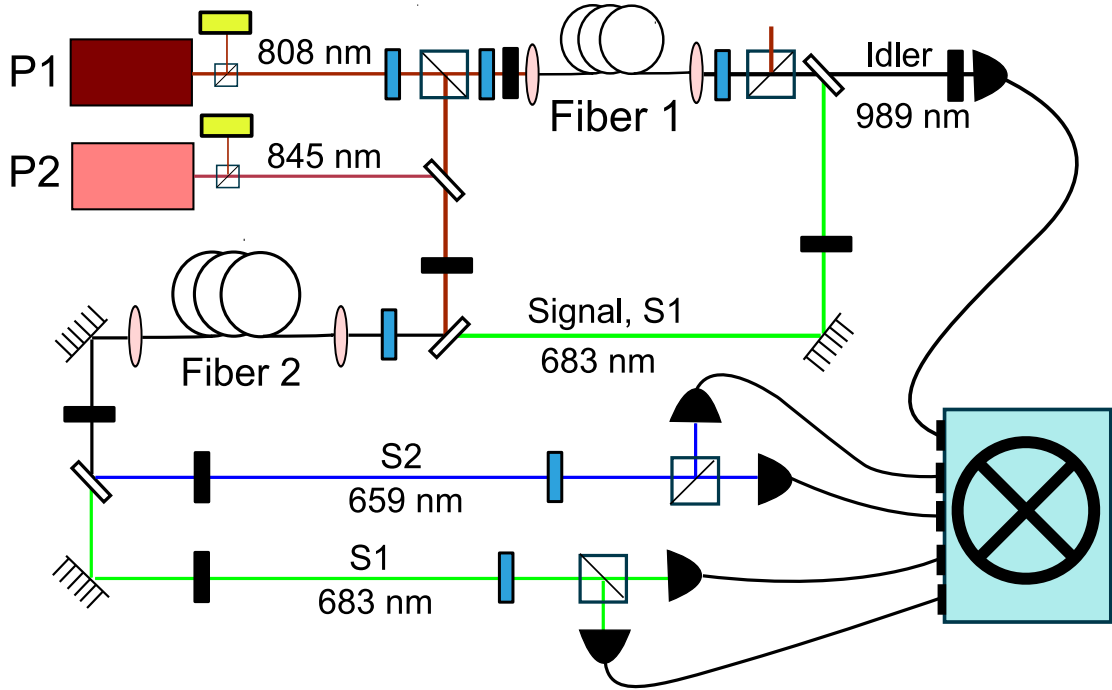 P1
808 nm
Fiber 1
Idler
989 nm
P2
845 nm
Signal, S1
683 nm
Fiber 2
S2
659 nm
S1
683 nm